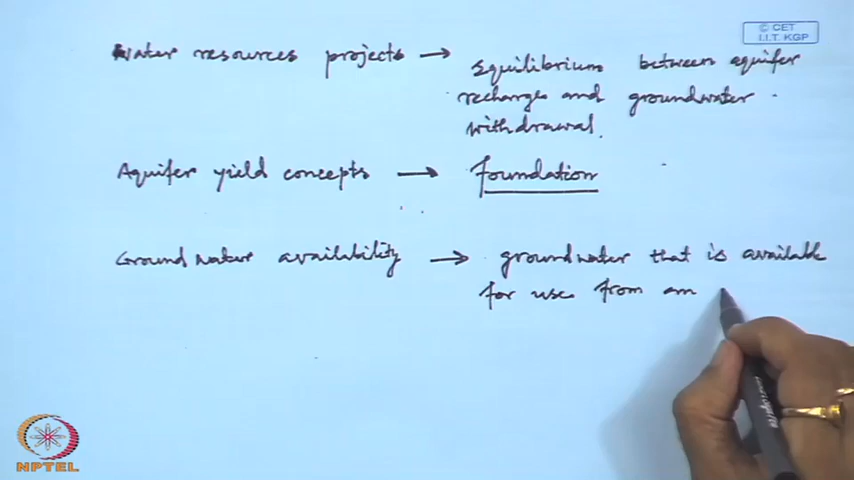 © CET
I.I.T. KGP
Water resources projects → Equilibrium between aquifer
recharge and groundwater
withdrawal.
Aquifer yield concepts → foundation
Groundwater availability → groundwater that is available
for use from an
NPTEL